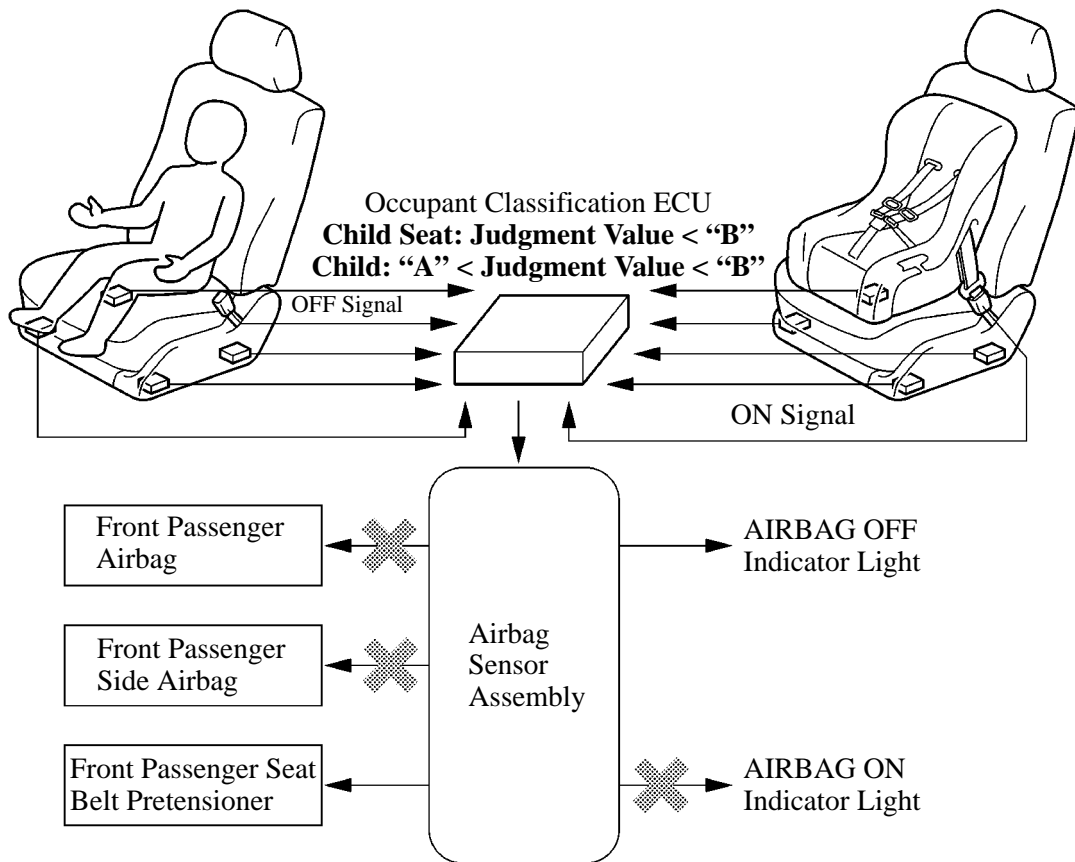 Occupant Classification ECU
Child Seat: Judgment Value < “B”
Child: “A” < Judgment Value < “B”
OFF Signal
ON Signal
Front Passenger
Airbag
AIRBAG OFF
Indicator Light
Front Passenger
Side Airbag
Airbag
Sensor
Assembly
Front Passenger Seat
Belt Pretensioner
AIRBAG ON
Indicator Light